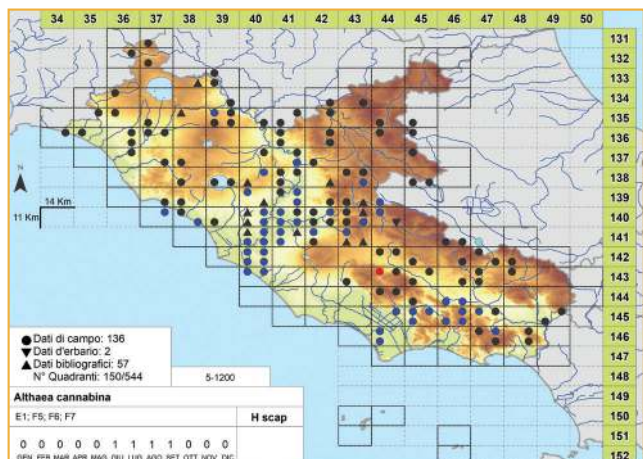 34 35 36 37 38 39 40 41 42 43 44 45 46 47 48 49 50
131
132
133
134
135
136
137
138
139
140
141
142
143
144
145
146
147
148
149
150
151
152
N
14 Km
11 Km
Dati di campo: 136
Dati d'erbario: 2
Dati bibliografici: 57
N° Quadranti: 150/544
5-1200
Althaea cannabina
E1; F5; F6; F7
H scap
0 0 0 0 0 1 1 1 1 0 0 0
GEN FEB MAR APR MAG GIU LUG AGO SET OTT NOV DIC